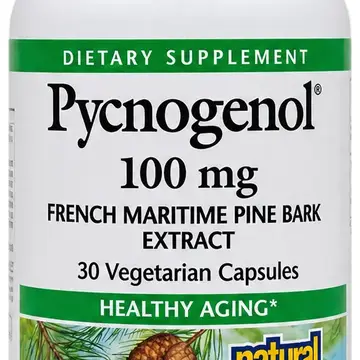 DIETARY SUPPLEMENT
Pycnogenol®
100 mg
FRENCH MARITIME PINE BARK
EXTRACT
30 Vegetarian Capsules
HEALTHY AGING*
natural